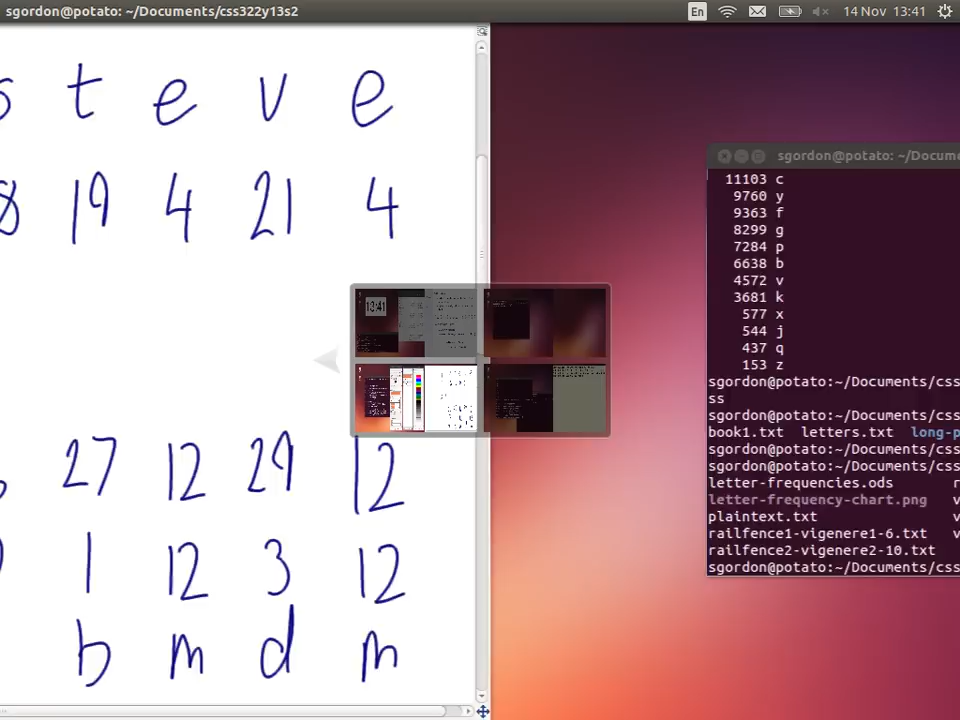 sgordon@potato: ~/Documents/css322y13s2
En
14 Nov 13:41
s t e v e
8 19 4 21 4
27 12 29 12
1 12 3 12
b m d m
13:41
sgordon@potato: ~/Docume
11103 c
9760 y
9363 f
8299 g
7284 p
6638 b
4572 v
3681 k
577 x
544 j
437 q
153 z
sgordon@potato:~/Documents/css
ss
sgordon@potato:~/Documents/css
book1.txt letters.txt long-p
sgordon@potato:~/Documents/css
sgordon@potato:~/Documents/css
letter-frequencies.ods r
letter-frequency-chart.png v
plaintext.txt v
railfence1-vigenere1-6.txt v
railfence2-vigenere2-10.txt
sgordon@potato:~/Documents/css